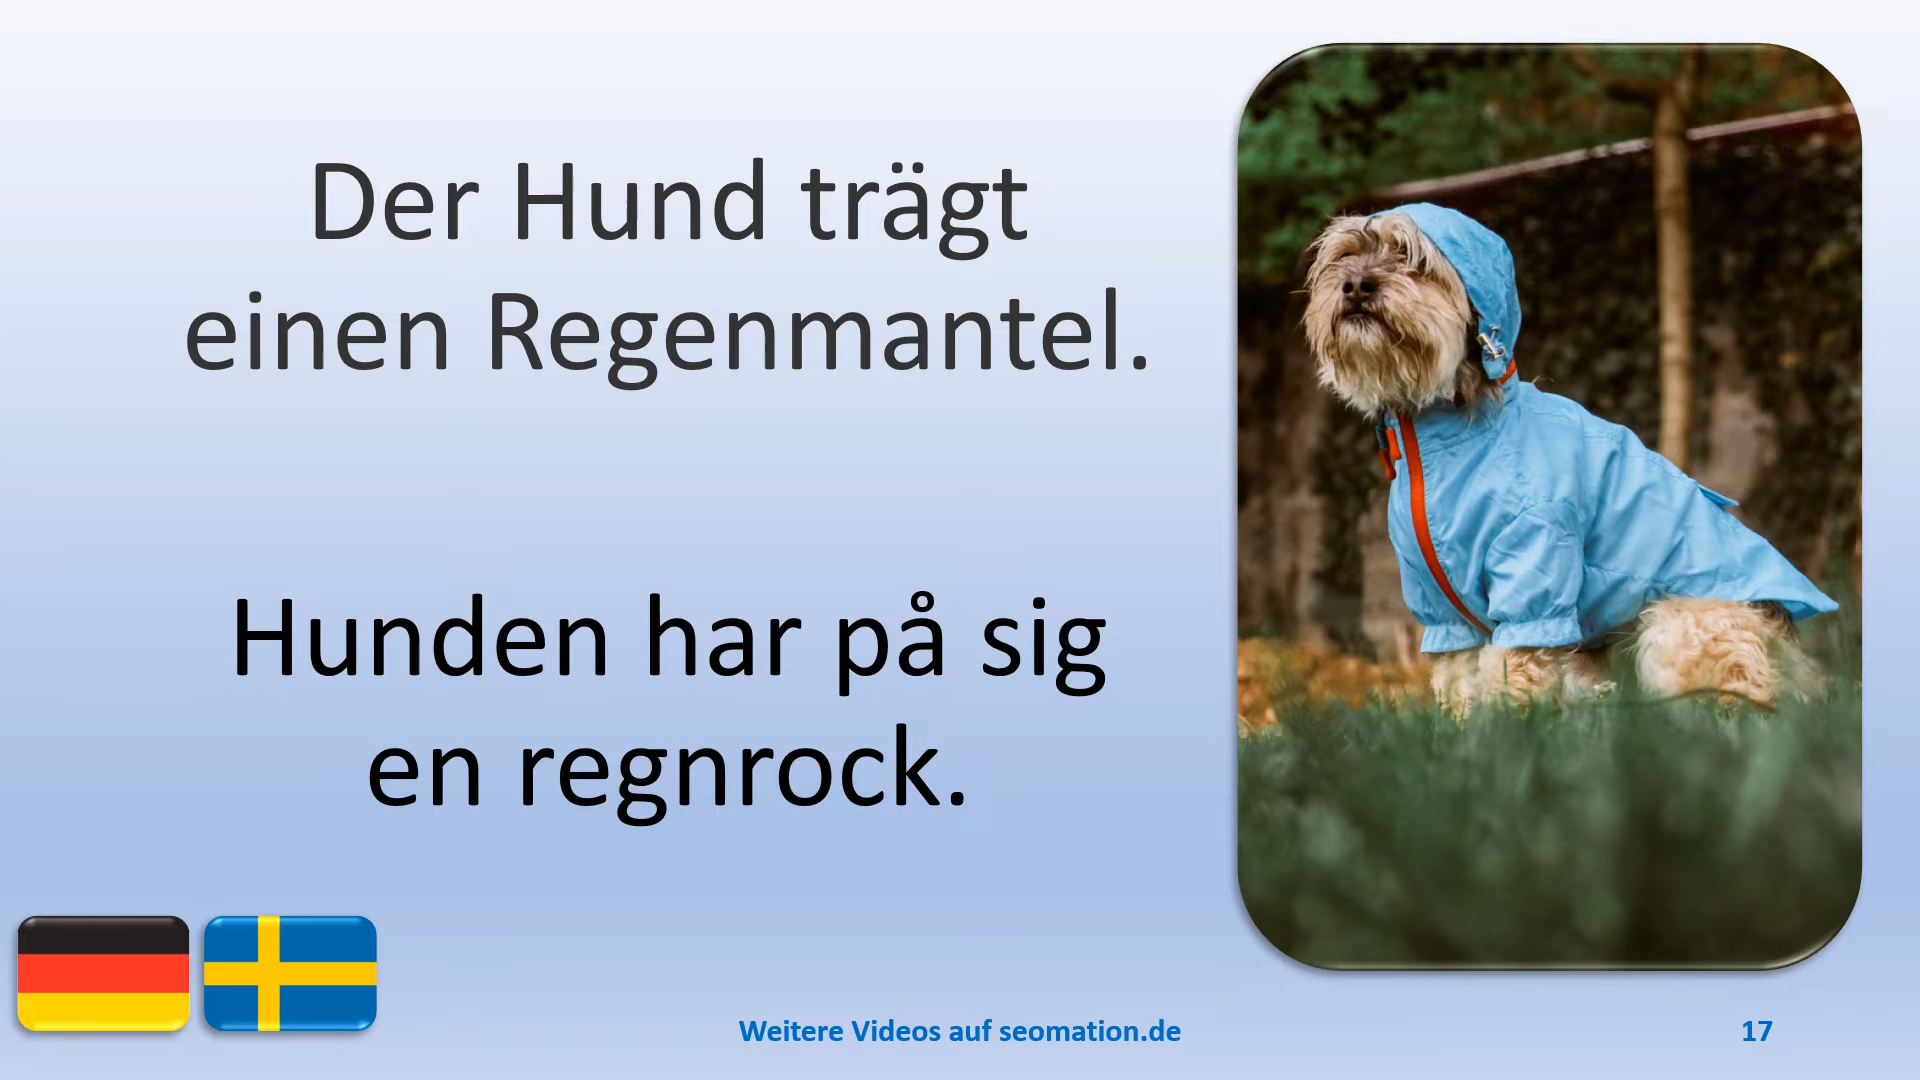 Der Hund trägt
einen Regenmantel.
Hunden har på sig
en regnrock.
Weitere Videos auf seomation.de
17